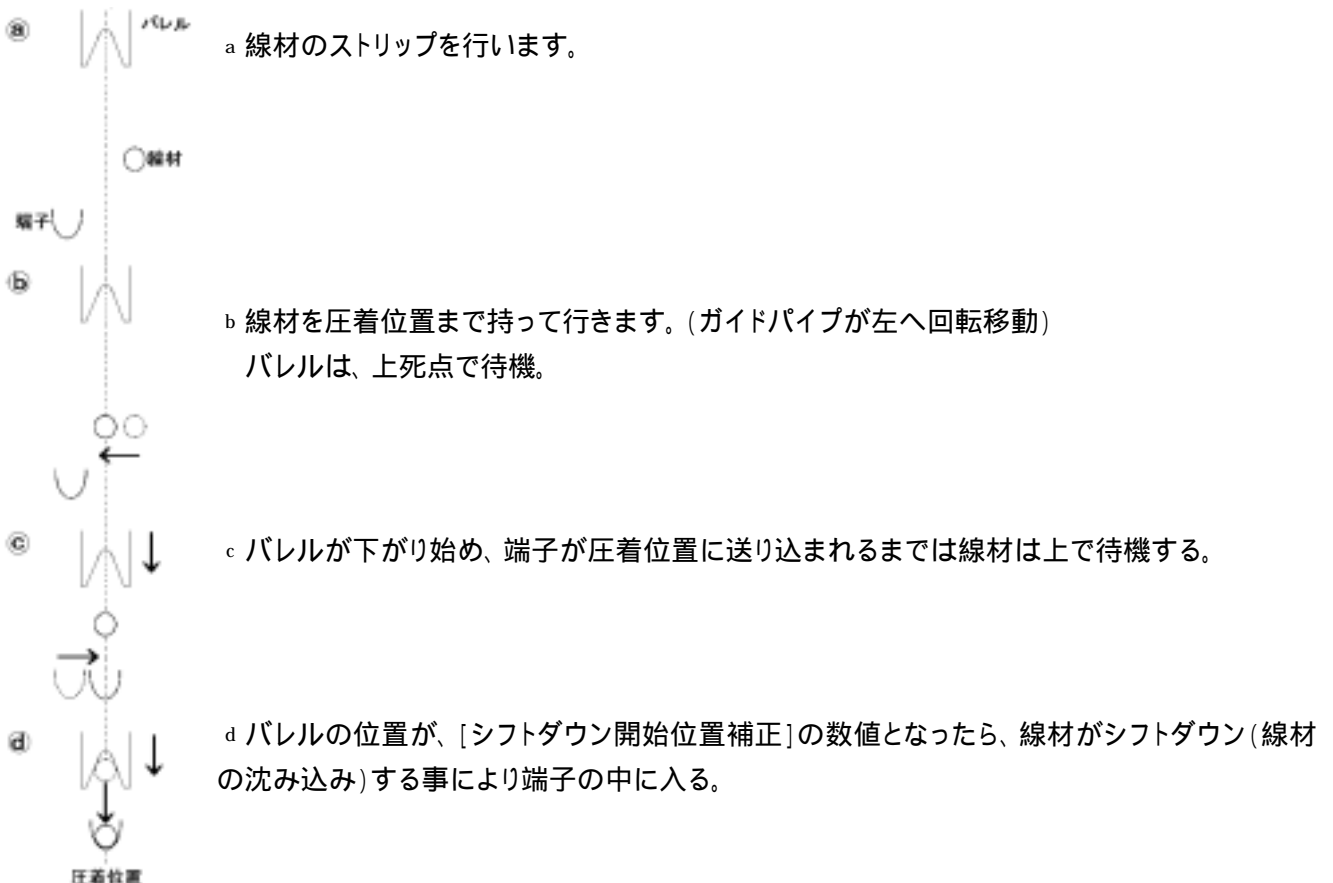 ⓐ バレル
a 線材のストリップを行います。
線材
端子
ⓑ
b 線材を圧着位置まで持って行きます。(ガイドパイプが左へ回転移動)
バレルは、上死点で待機。
ⓒ
c バレルが下がり始め、端子が圧着位置に送り込まれるまでは線材は上で待機する。
ⓓ
d バレルの位置が、[シフトダウン開始位置補正]の数値となったら、線材がシフトダウン(線材
の沈み込み)する事により端子の中に入る。
圧着位置